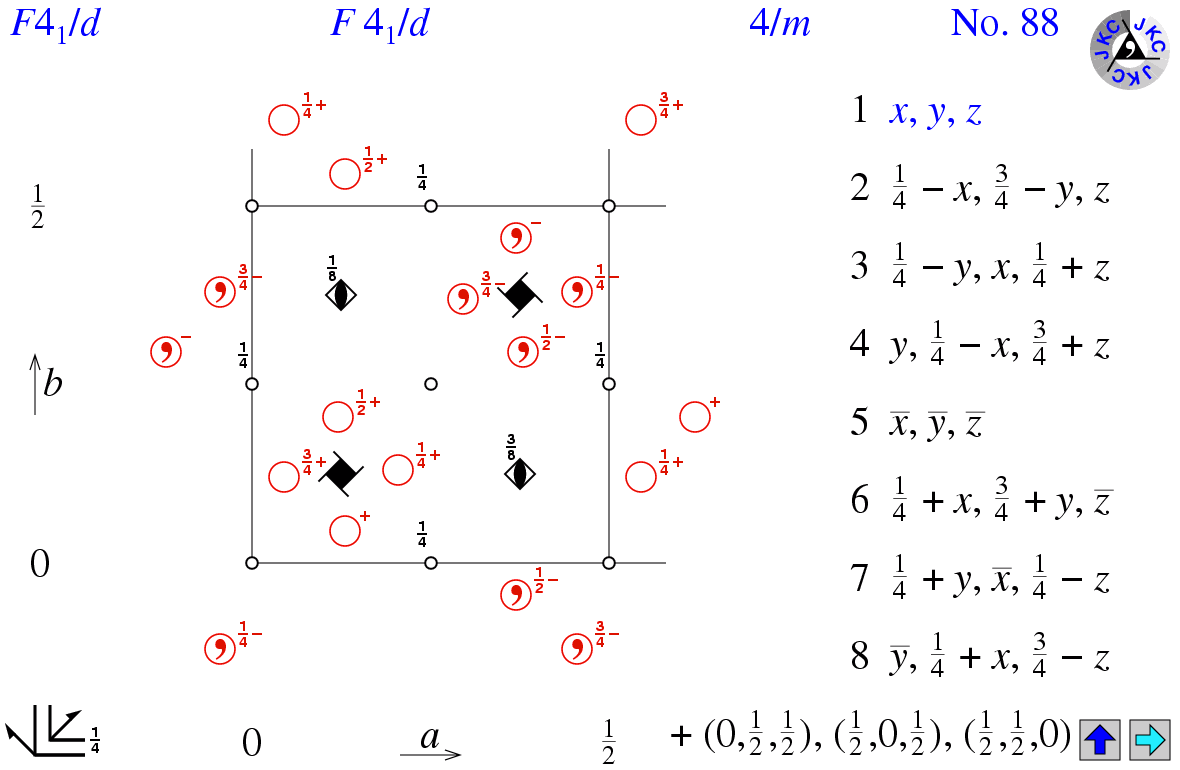 F4₁/d F 4₁/d 4/m No. 88
JKC JKC JKC
1 x, y, z
2 1/4 − x, 3/4 − y, z
3 1/4 − y, x, 1/4 + z
4 y, 1/4 − x, 3/4 + z
5 x̅, y̅, z̅
6 1/4 + x, 3/4 + y, z̅
7 1/4 + y, x̅, 1/4 − z
8 y̅, 1/4 + x, 3/4 − z
+ (0,1/2,1/2), (1/2,0,1/2), (1/2,1/2,0)
1/4+ 3/4+
1/2+ 1/4
1/2
−
1/8
3/4− 3/4− 1/4−
− 1/2−
1/4 1/4
b
1/2+ +
3/8
3/4+ 1/4+ 1/4+
+ 1/4
0
1/2−
1/4− 3/4−
1/4 0 a 1/2